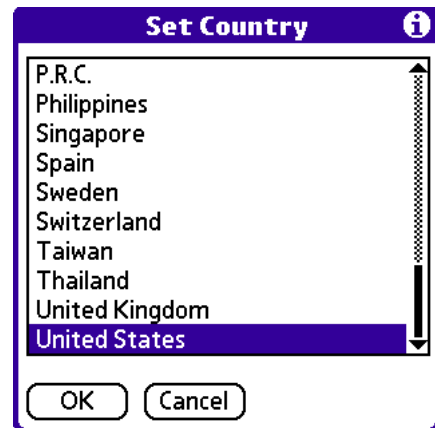 Set Country
P.R.C.
Philippines
Singapore
Spain
Sweden
Switzerland
Taiwan
Thailand
United Kingdom
United States
OK Cancel